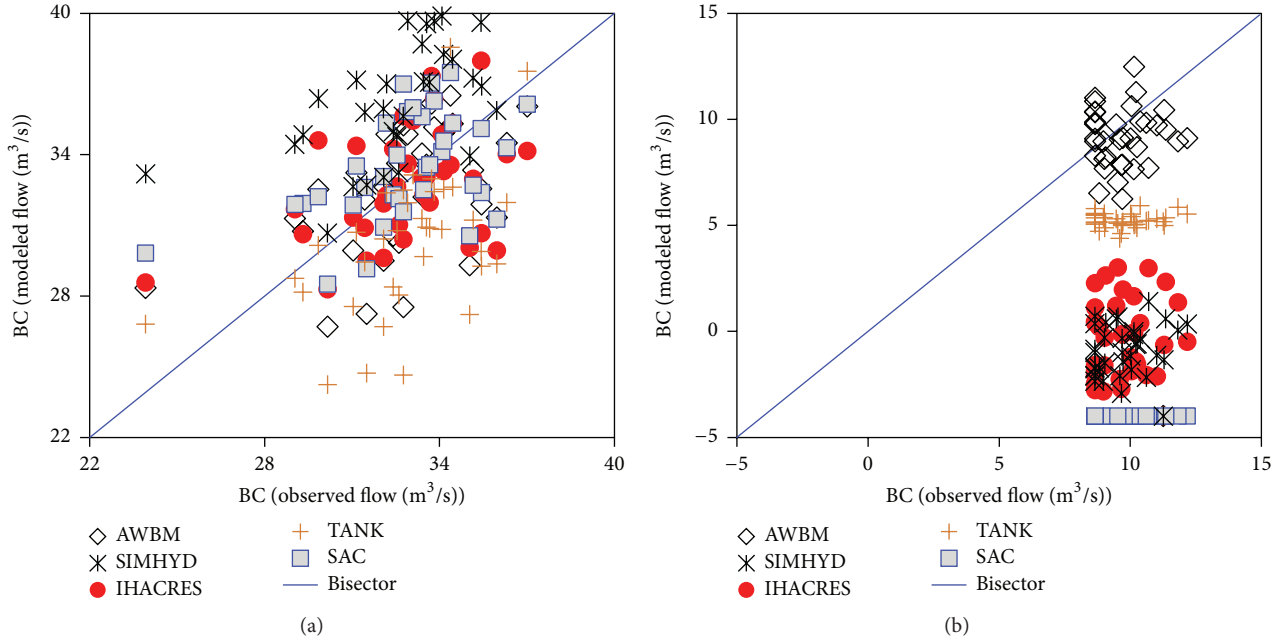 40
34
28
22
22
28
34
40
BC (modeled flow (m³/s))
BC (observed flow (m³/s))
AWBM
SIMHYD
IHACRES
TANK
SAC
Bisector
(a)
15
10
5
0
−5
−5
0
5
10
15
BC (modeled flow (m³/s))
BC (observed flow (m³/s))
AWBM
SIMHYD
IHACRES
TANK
SAC
Bisector
(b)